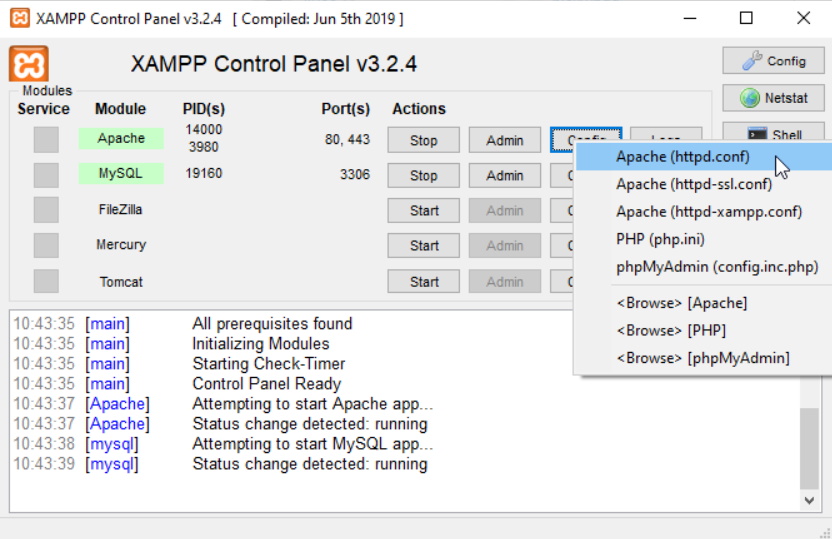 XAMPP Control Panel v3.2.4 [ Compiled: Jun 5th 2019 ]
XAMPP Control Panel v3.2.4
Config
Modules
Service Module PID(s) Port(s) Actions
Netstat
Apache 14000 3980 80, 443 Stop Admin Config Logs
Shell
MySQL 19160 3306 Stop Admin
FileZilla Start Admin
Mercury Start Admin
Tomcat Start Admin
Apache (httpd.conf)
Apache (httpd-ssl.conf)
Apache (httpd-xampp.conf)
PHP (php.ini)
phpMyAdmin (config.inc.php)
<Browse> [Apache]
<Browse> [PHP]
<Browse> [phpMyAdmin]
10:43:35 [main] All prerequisites found
10:43:35 [main] Initializing Modules
10:43:35 [main] Starting Check-Timer
10:43:35 [main] Control Panel Ready
10:43:37 [Apache] Attempting to start Apache app...
10:43:37 [Apache] Status change detected: running
10:43:38 [mysql] Attempting to start MySQL app...
10:43:39 [mysql] Status change detected: running